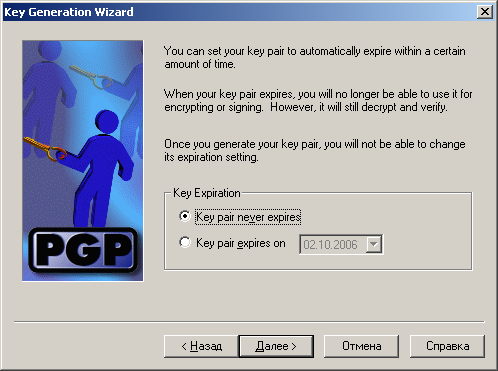 Key Generation Wizard
You can set your key pair to automatically expire within a certain
amount of time.
When your key pair expires, you will no longer be able to use it for
encrypting or signing. However, it will still decrypt and verify.
Once you generate your key pair, you will not be able to change
its expiration setting.
Key Expiration
Key pair never expires
Key pair expires on 02.10.2006
PGP
< Назад Далее > Отмена Справка